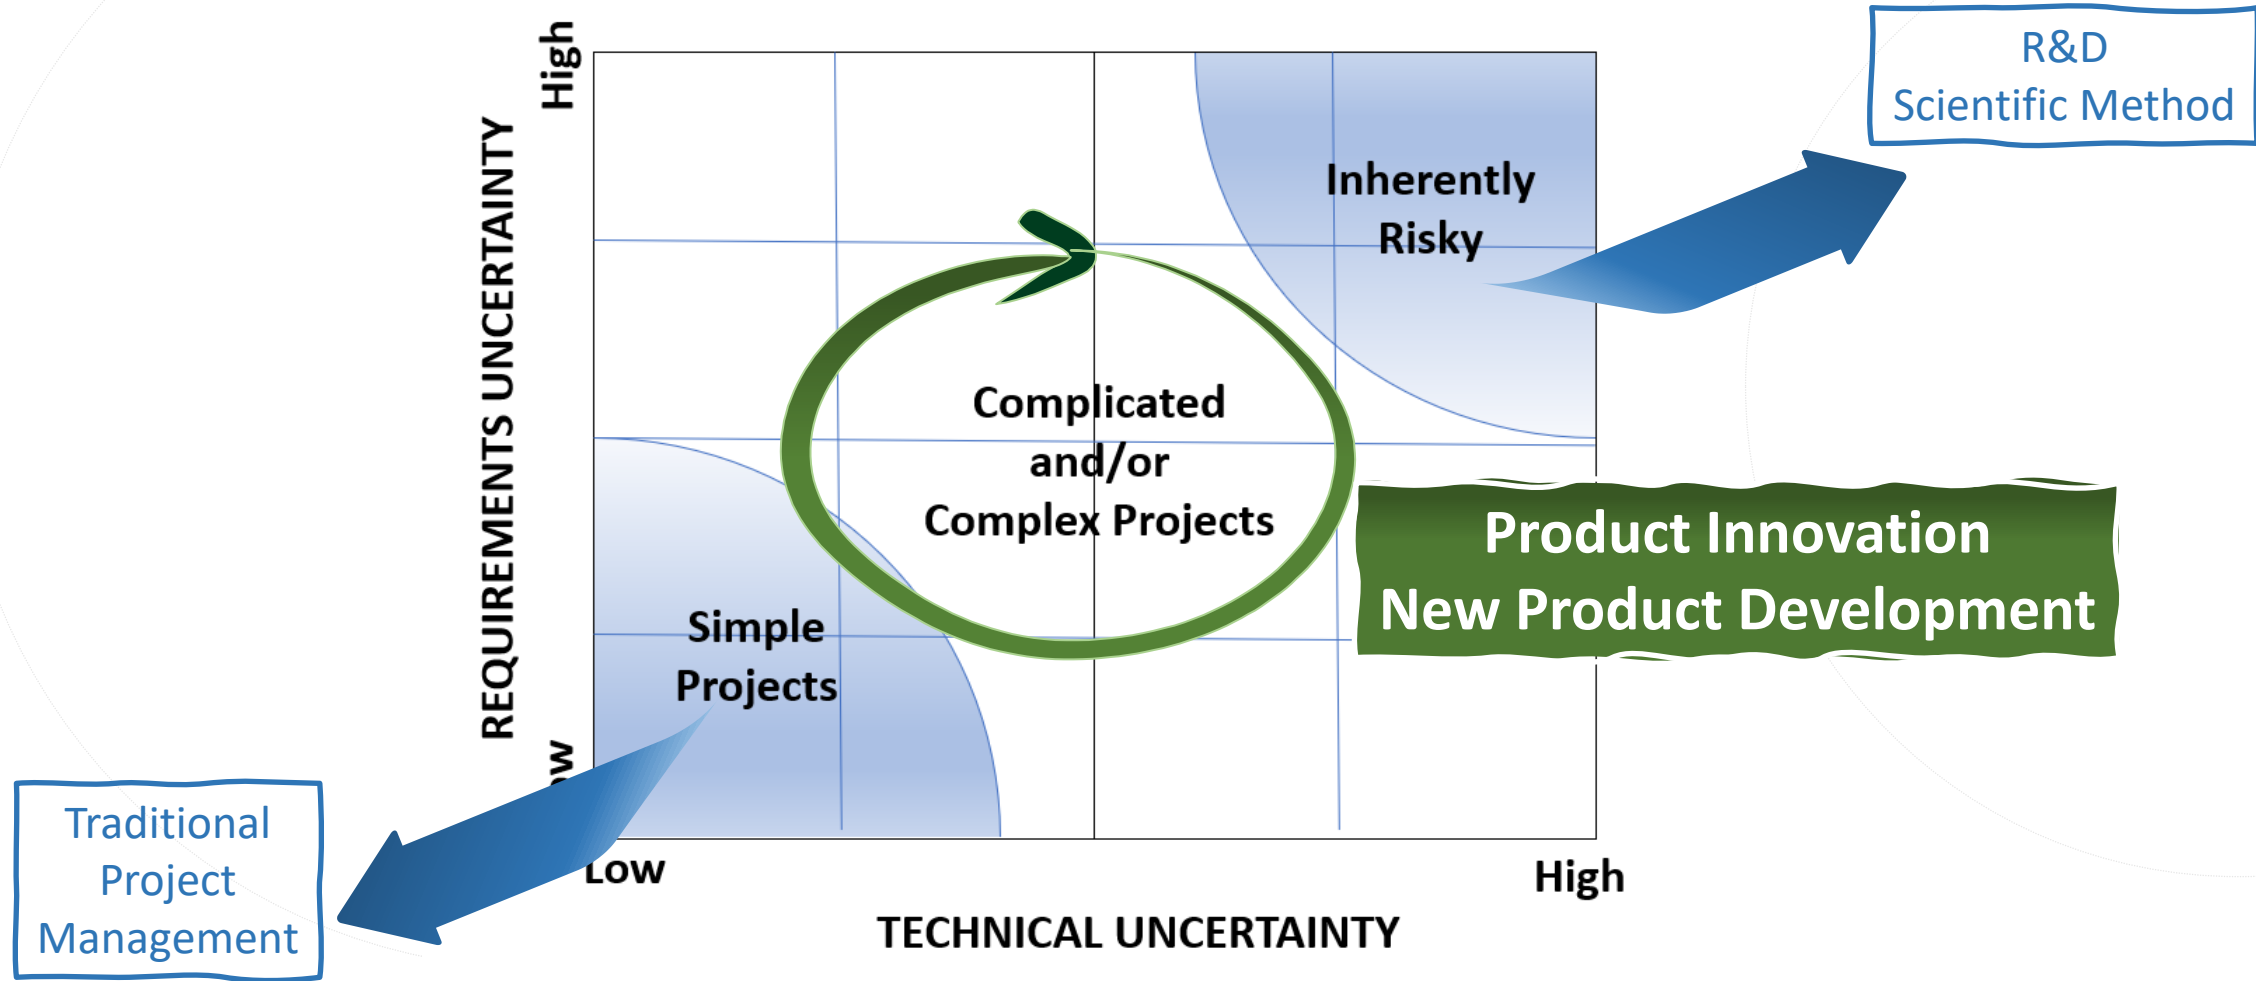 R&D
Scientific Method
High
REQUIREMENTS UNCERTAINTY
Inherently
Risky
Complicated
and/or
Complex Projects
Product Innovation
New Product Development
Simple
Projects
Traditional
Project
Management
Low
High
TECHNICAL UNCERTAINTY